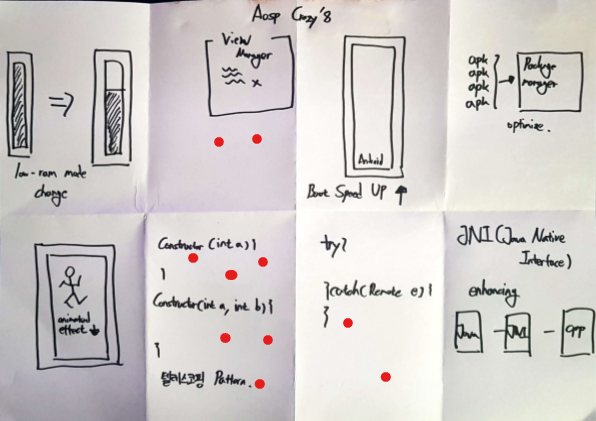 Aosp Crazy'8
low-ram mode
change
View
Manager
x
Android
Boot Speed UP ↑
apk
apk
apk
apk
Package
manager
optimize.
animated
effect ↓
Constructor (int a) {
}
Constructor(int a, int b) {
}
텔리스코핑 Pattern.
try {
} catch (Remote e) {
}
JNI (Java Native
Interface)
enhancing
Java - JNI - cpp